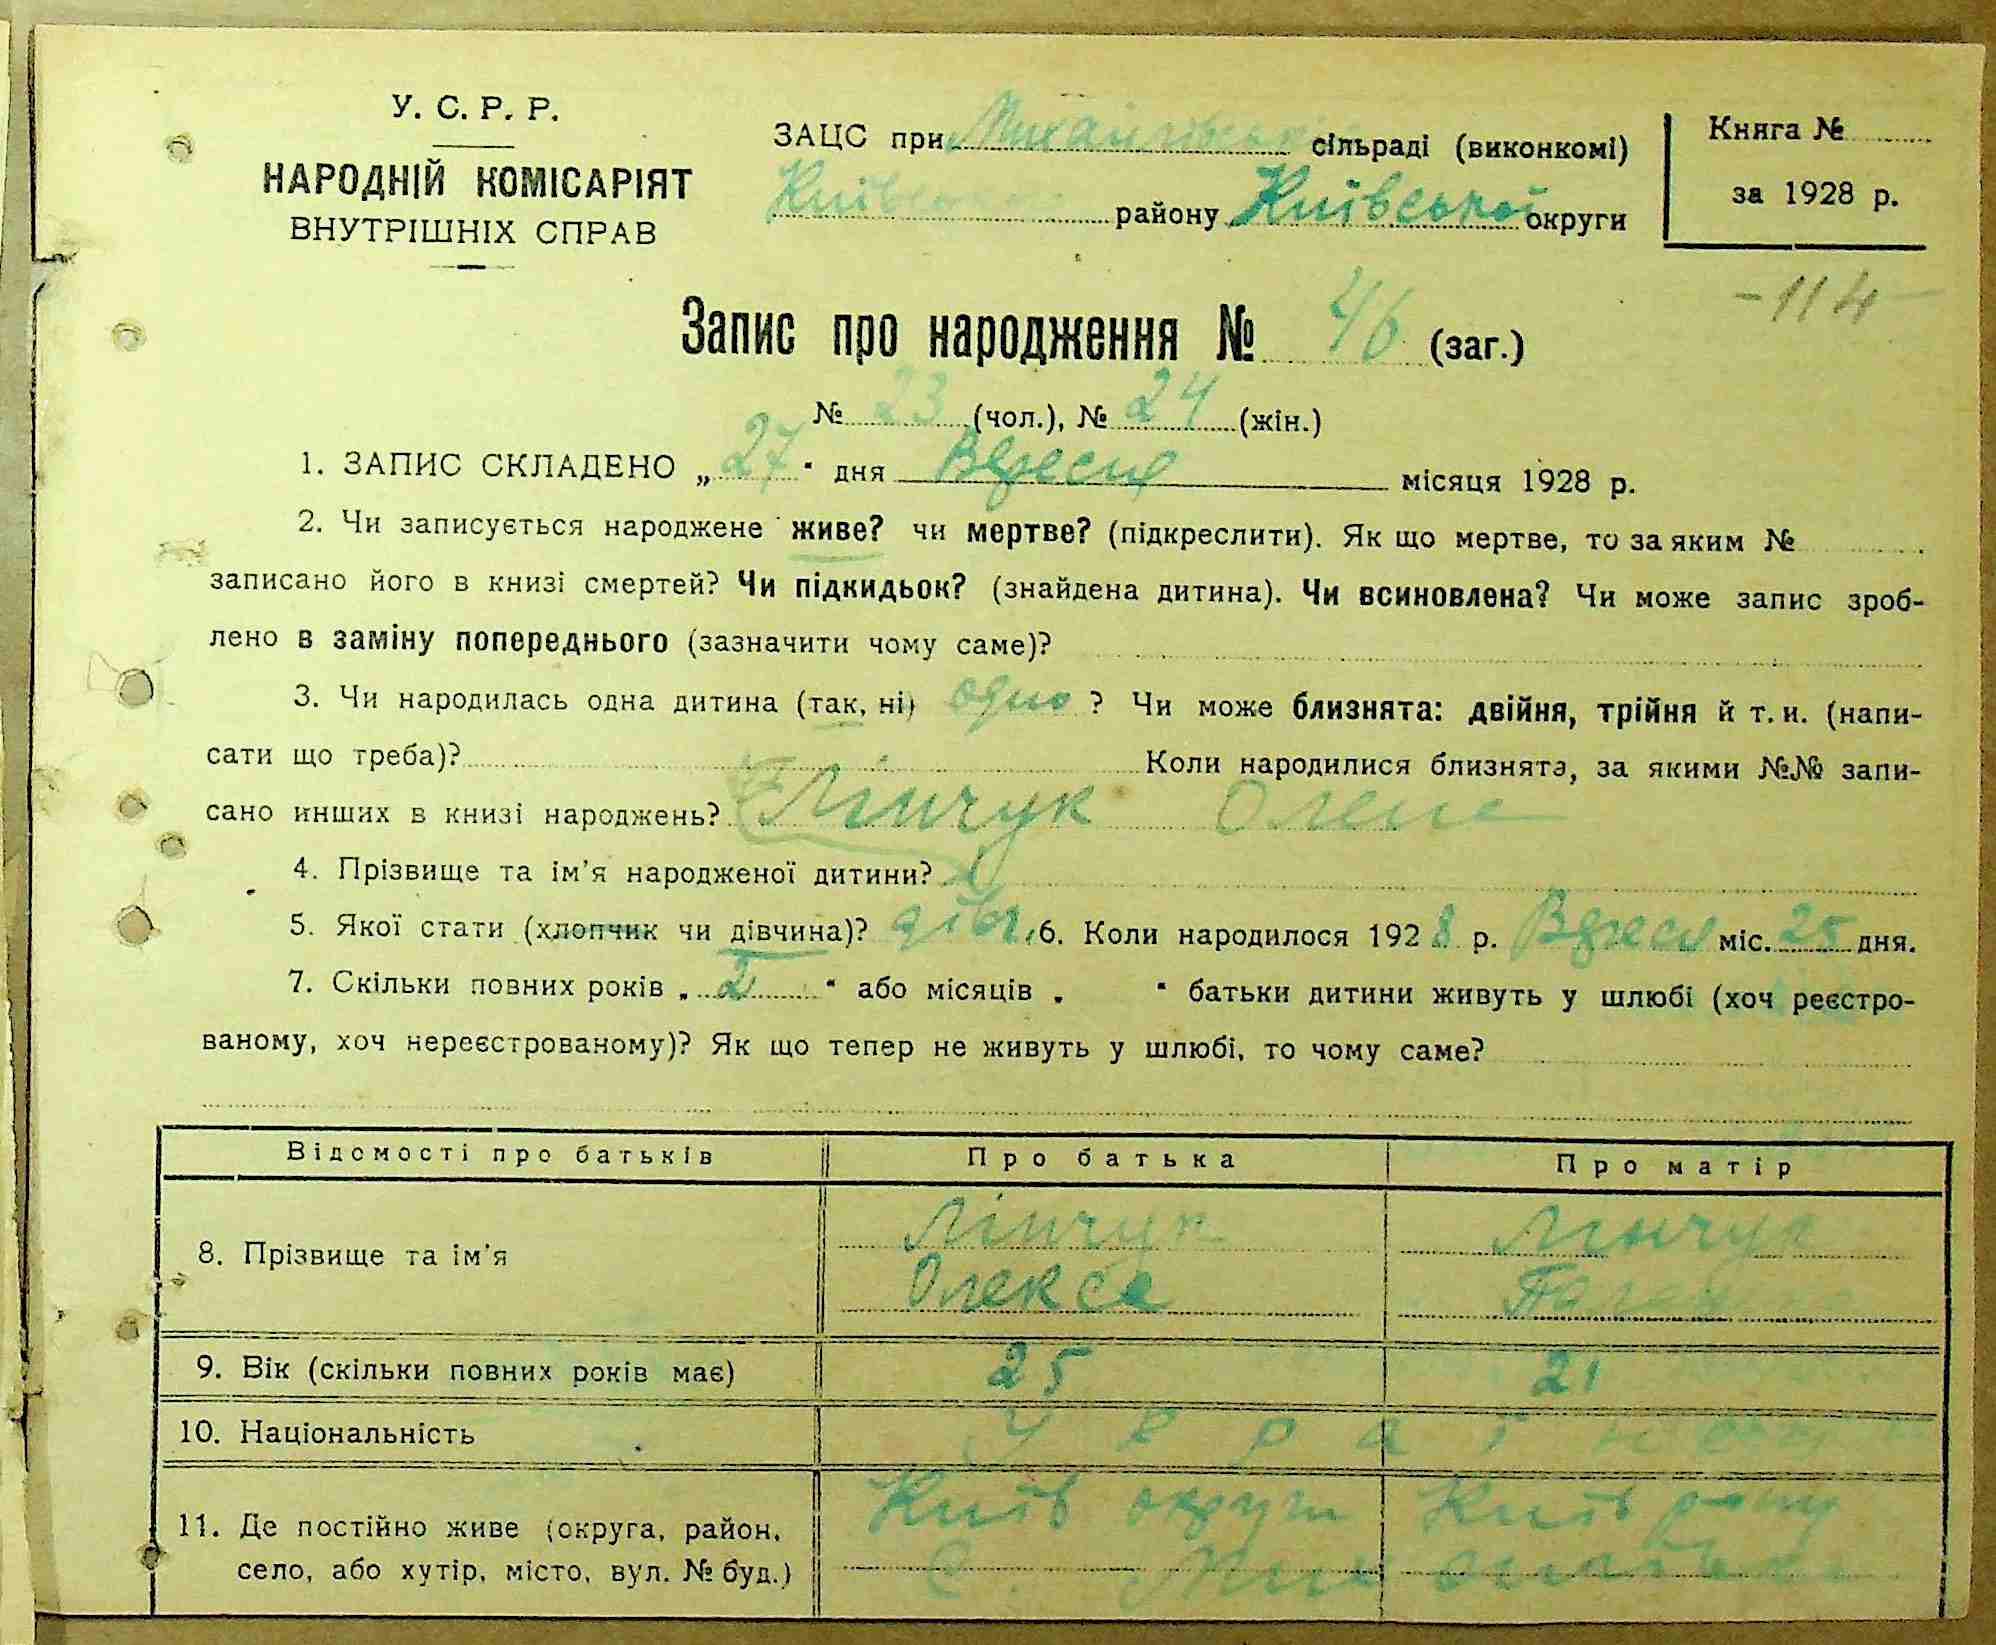 У. С. Р. Р.
НАРОДНІЙ КОМІСАРІЯТ
ВНУТРІШНІХ СПРАВ
ЗАЦС при Михайлівські сільраді (виконкомі)
Київсько району Київської округи
Книга №
за 1928 р.
-114-
Запис про народження № 46 (заг.)
№ 23 (чол.), № 24 (жін.)
1. ЗАПИС СКЛАДЕНО „27" дня Вересня місяця 1928 р.
2. Чи записується народжене живе? чи мертве? (підкреслити). Як що мертве, то за яким №
записано його в книзі смертей? Чи підкидьок? (знайдена дитина). Чи всиновлена? Чи може запис зроб-
лено в заміну попереднього (зазначити чому саме)?
3. Чи народилась одна дитина (так, ні) одно ? Чи може близнята: двійня, трійня й т. и. (напи-
сати що треба)? Коли народилися близнята, за якими №№ запи-
сано инших в книзі народжень? Лінчук Олена
4. Прізвище та ім'я народженої дитини?
5. Якої стати (хлопчик чи дівчина)? дівч. 6. Коли народилося 1928 р. Вересня міс. 25 дня.
7. Скільки повних років „2" або місяців „ " батьки дитини живуть у шлюбі (хоч реєстро-
ваному, хоч нереєстрованому)? Як що тепер не живуть у шлюбі, то чому саме?
Відомості про батьків Про батька Про матір
8. Прізвище та ім'я Лінчук Лінчук
Олекса
9. Вік (скільки повних років має) 25 21
10. Національність Україн
11. Де постійно живе (округа, район, Київ округи Київ рону
село, або хутір, місто, вул. № буд.) С.